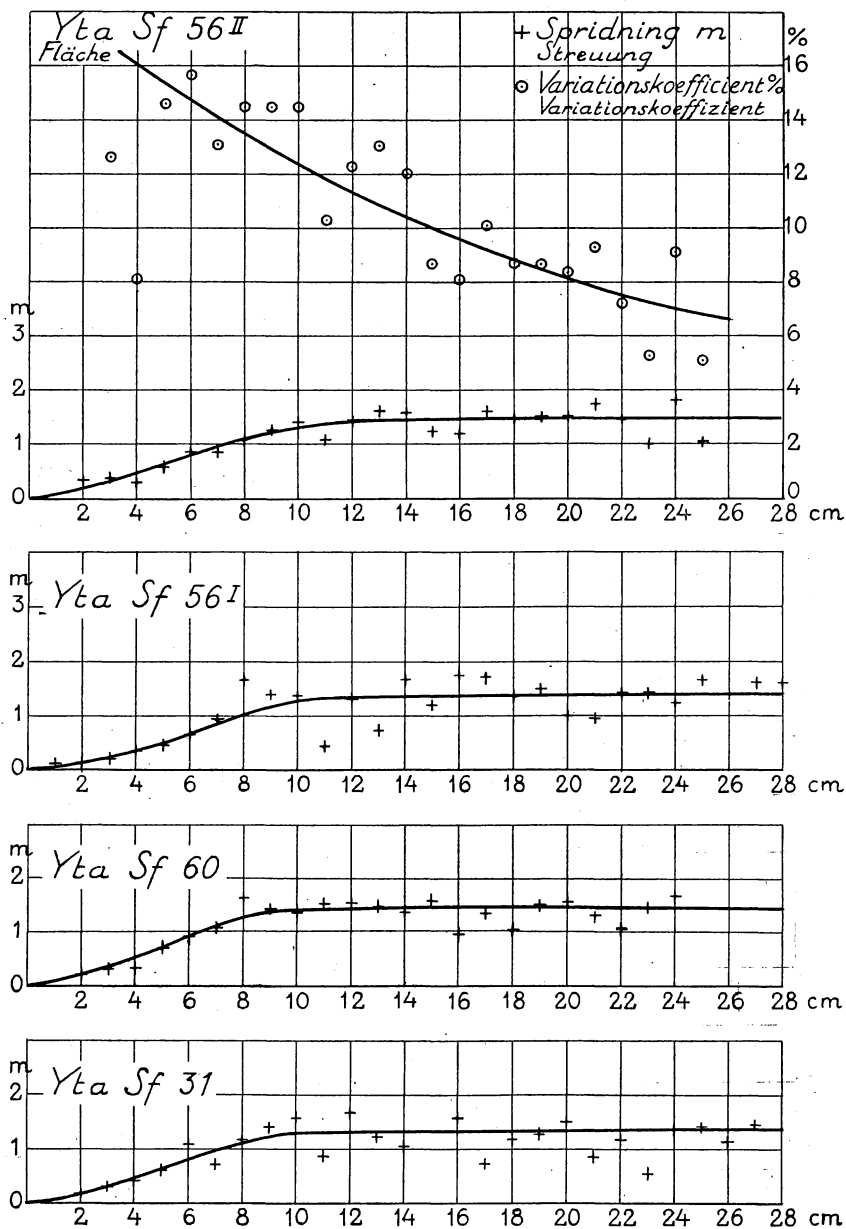 Yta Sf 56 II
Fläche
+ Spridning m
Streuung
⊙ Variationskoefficient %
Variationskoeffizient
%
16
14
12
10
8
6
4
2
0
m
3
2
1
0
2 4 6 8 10 12 14 16 18 20 22 24 26 28 cm
Yta Sf 56 I
m
3
2
1
0
2 4 6 8 10 12 14 16 18 20 22 24 26 28 cm
Yta Sf 60
m
2
1
0
2 4 6 8 10 12 14 16 18 20 22 24 26 28 cm
Yta Sf 31
m
2
1
0
2 4 6 8 10 12 14 16 18 20 22 24 26 28 cm